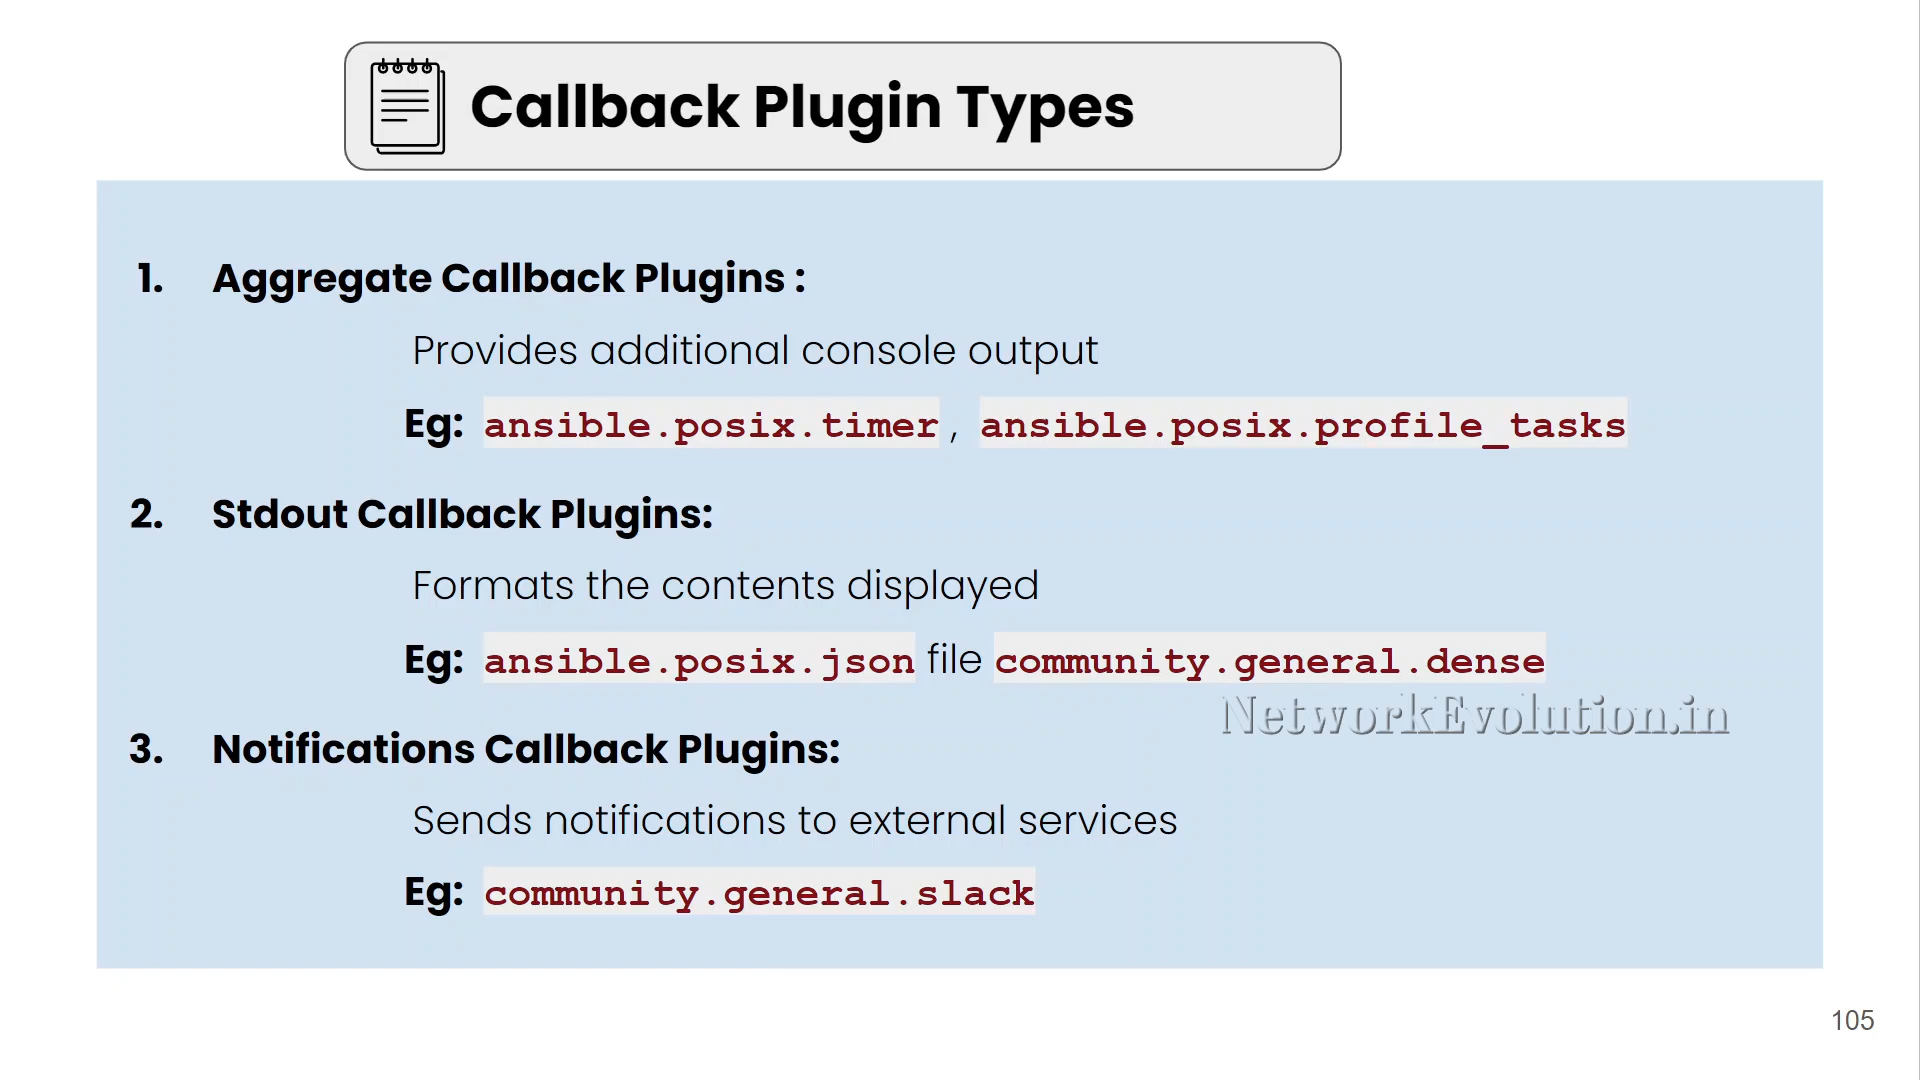 Callback Plugin Types
1. Aggregate Callback Plugins :
Provides additional console output
Eg: ansible.posix.timer , ansible.posix.profile_tasks
2. Stdout Callback Plugins:
Formats the contents displayed
Eg: ansible.posix.json file community.general.dense
NetworkEvolution.in
3. Notifications Callback Plugins:
Sends notifications to external services
Eg: community.general.slack
105